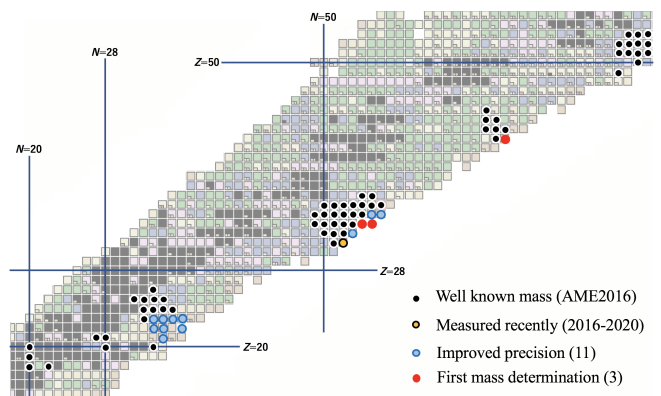 N=50
N=28
Z=50
N=20
Z=28
Z=20
Well known mass (AME2016)
Measured recently (2016-2020)
Improved precision (11)
First mass determination (3)